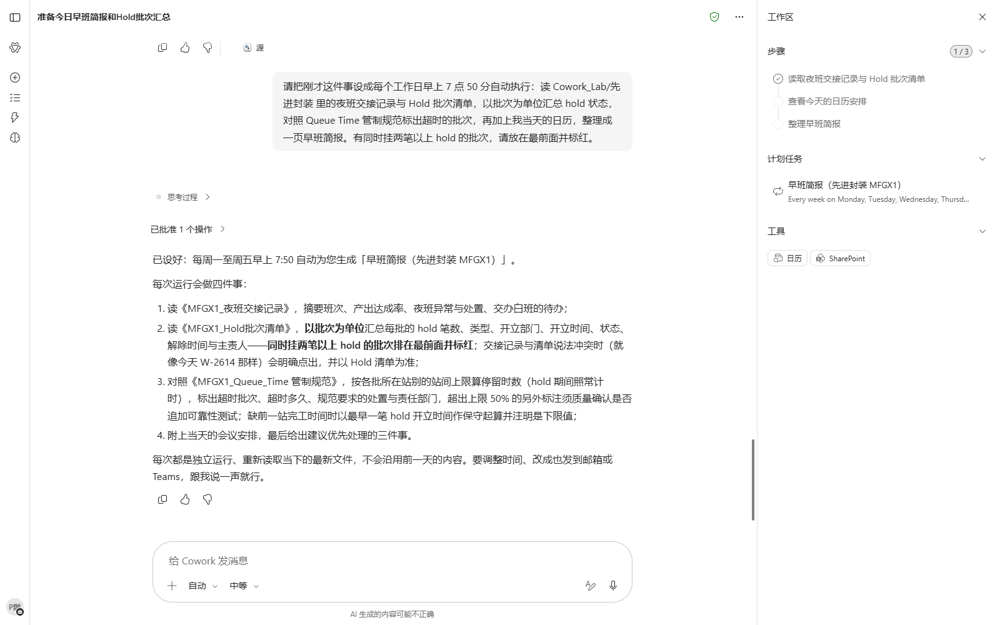 准备今日早班简报和Hold批次汇总
源
请把刚才这件事设成每个工作日早上 7 点 50 分自动执行：读 Cowork_Lab/先
进封装 里的夜班交接记录与 Hold 批次清单，以批次为单位汇总 hold 状态，
对照 Queue Time 管制规范标出超时的批次，再加上我当天的日历，整理成
一页早班简报。有同时挂两笔以上 hold 的批次，请放在最前面并标红。
思考过程
已批准 1 个操作
已设好：每周一至周五早上 7:50 自动为您生成「早班简报（先进封装 MFGX1）」。
每次运行会做四件事：
1. 读《MFGX1_夜班交接记录》，摘要班次、产出达成率、夜班异常与处置、交办白班的待办；
2. 读《MFGX1_Hold批次清单》，以批次为单位汇总每批的 hold 笔数、类型、开立部门、开立时间、状态、
解除时间与主责人——同时挂两笔以上 hold 的批次排在最前面并标红；交接记录与清单说法冲突时（就
像今天 W-2614 那样）会明确点出，并以 Hold 清单为准；
3. 对照《MFGX1_Queue_Time 管制规范》，按各批所在站别的站间上限算停留时数（hold 期间照常计
时），标出超时批次、超时多久、规范要求的处置与责任部门，超出上限 50% 的另外标注须质量确认是否
追加可靠性测试；缺前一站完工时间时以最早一笔 hold 开立时间作保守起算并注明是下限值；
4. 附上当天的会议安排，最后给出建议优先处理的三件事。
每次都是独立运行、重新读取当下的最新文件，不会沿用前一天的内容。要调整时间、改成也发到邮箱或
Teams，跟我说一声就行。
给 Cowork 发消息
自动
中等
AI 生成的内容可能不正确
P辦
工作区
步骤
1 / 3
读取夜班交接记录与 Hold 批次清单
查看今天的日历安排
整理早班简报
计划任务
早班简报（先进封装 MFGX1）
Every week on Monday, Tuesday, Wednesday, Thursd...
工具
日历
SharePoint